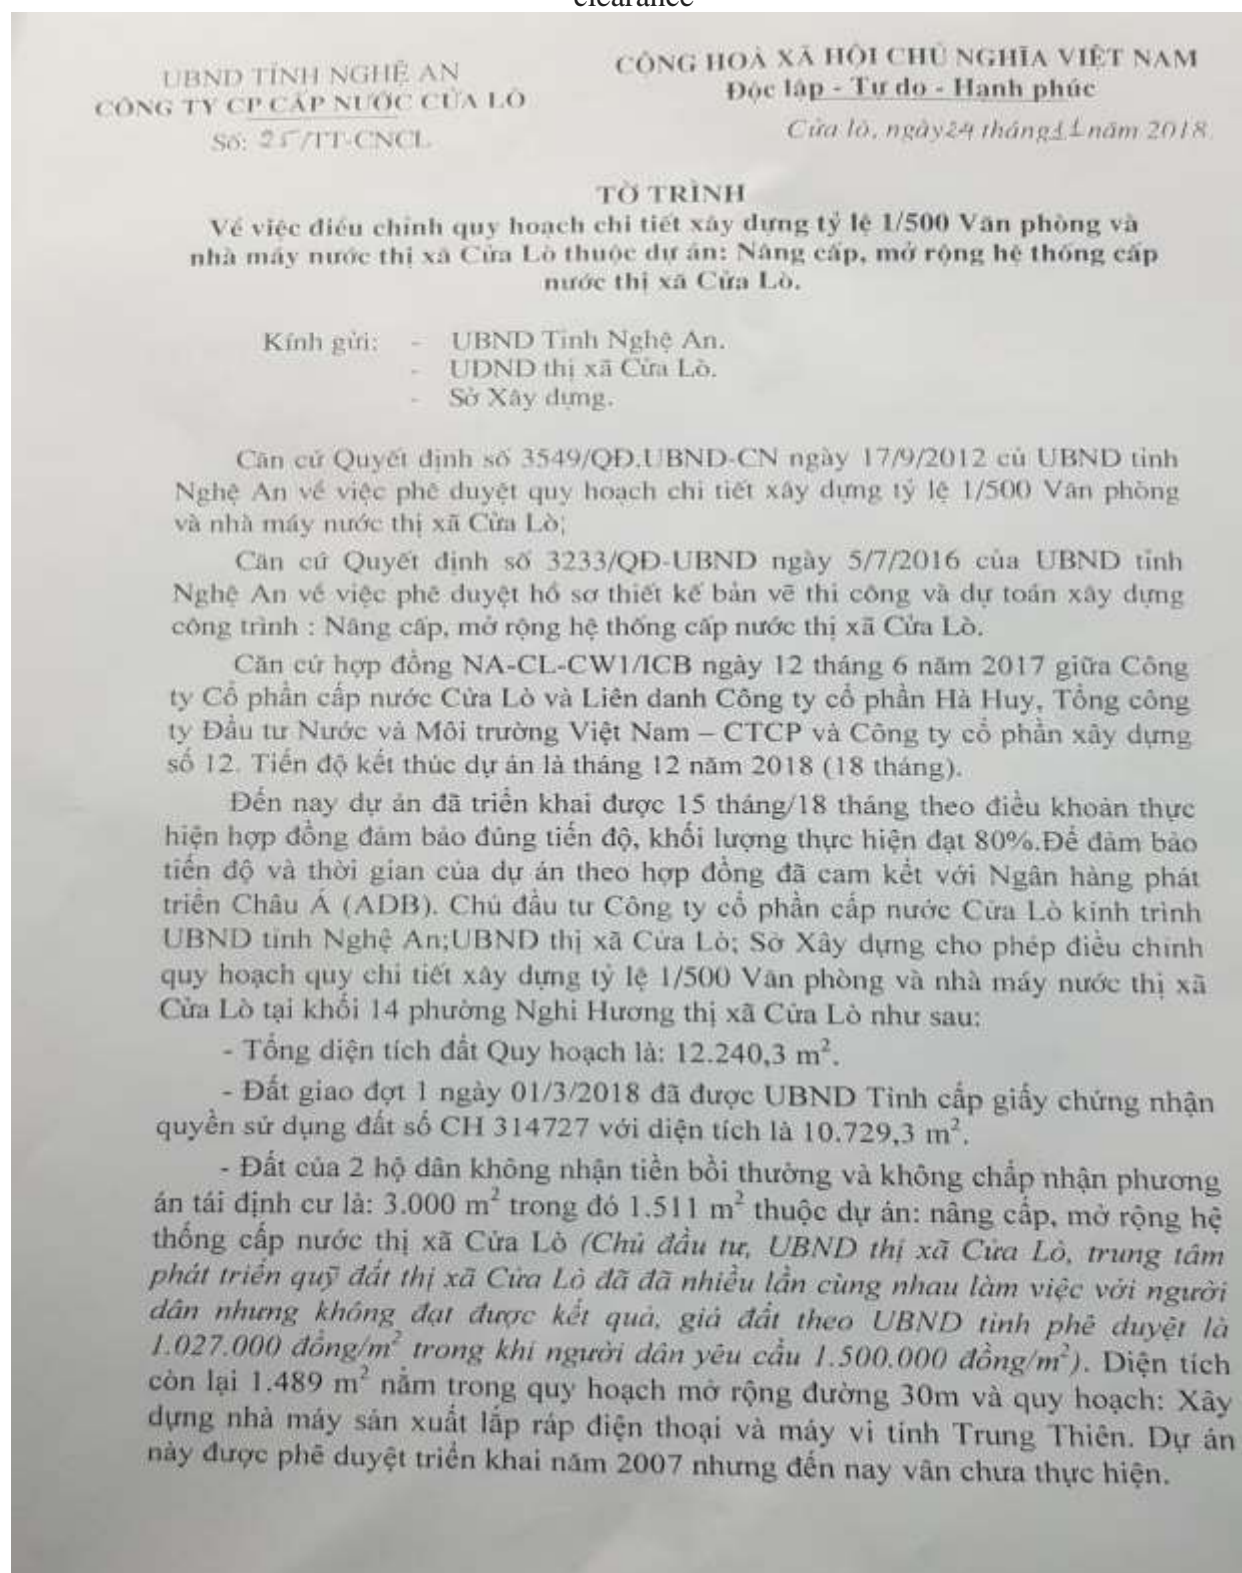 clearance
UBND TỈNH NGHỆ AN
CÔNG TY CP CẤP NƯỚC CỬA LÒ
Số: 25/TT-CNCL
CÔNG HOÀ XÃ HỘI CHỦ NGHĨA VIỆT NAM
Độc lập - Tự do - Hạnh phúc
Cửa lò, ngày 24 tháng 11 năm 2018.
TỜ TRÌNH
Về việc điều chỉnh quy hoạch chi tiết xây dựng tỷ lệ 1/500 Văn phòng và
nhà máy nước thị xã Cửa Lò thuộc dự án: Nâng cấp, mở rộng hệ thống cấp
nước thị xã Cửa Lò.
Kính gửi: - UBND Tỉnh Nghệ An.
- UDND thị xã Cửa Lò.
- Sở Xây dựng.
Căn cứ Quyết định số 3549/QĐ.UBND-CN ngày 17/9/2012 củ UBND tỉnh
Nghệ An về việc phê duyệt quy hoạch chi tiết xây dựng tỷ lệ 1/500 Văn phòng
và nhà máy nước thị xã Cửa Lò;
Căn cứ Quyết định số 3233/QĐ-UBND ngày 5/7/2016 của UBND tỉnh
Nghệ An về việc phê duyệt hồ sơ thiết kế bản vẽ thi công và dự toán xây dựng
công trình : Nâng cấp, mở rộng hệ thống cấp nước thị xã Cửa Lò.
Căn cứ hợp đồng NA-CL-CW1/ICB ngày 12 tháng 6 năm 2017 giữa Công
ty Cổ phần cấp nước Cửa Lò và Liên danh Công ty cổ phần Hà Huy, Tổng công
ty Đầu tư Nước và Môi trường Việt Nam – CTCP và Công ty cổ phần xây dựng
số 12. Tiến độ kết thúc dự án là tháng 12 năm 2018 (18 tháng).
Đến nay dự án đã triển khai được 15 tháng/18 tháng theo điều khoản thực
hiện hợp đồng đảm bảo đúng tiến độ, khối lượng thực hiện đạt 80%.Để đảm bảo
tiến độ và thời gian của dự án theo hợp đồng đã cam kết với Ngân hàng phát
triển Châu Á (ADB). Chủ đầu tư Công ty cổ phần cấp nước Cửa Lò kính trình
UBND tỉnh Nghệ An;UBND thị xã Cửa Lò; Sở Xây dựng cho phép điều chỉnh
quy hoạch quy chi tiết xây dựng tỷ lệ 1/500 Văn phòng và nhà máy nước thị xã
Cửa Lò tại khối 14 phường Nghi Hương thị xã Cửa Lò như sau:
- Tổng diện tích đất Quy hoạch là: 12.240,3 m².
- Đất giao đợt 1 ngày 01/3/2018 đã được UBND Tỉnh cấp giấy chứng nhận
quyền sử dụng đất số CH 314727 với diện tích là 10.729,3 m².
- Đất của 2 hộ dân không nhận tiền bồi thường và không chấp nhận phương
án tái định cư là: 3.000 m² trong đó 1.511 m² thuộc dự án: nâng cấp, mở rộng hệ
thống cấp nước thị xã Cửa Lò (Chủ đầu tư, UBND thị xã Cửa Lò, trung tâm
phát triển quỹ đất thị xã Cửa Lò đã đã nhiều lần cùng nhau làm việc với người
dân nhưng không đạt được kết quả, giá đất theo UBND tỉnh phê duyệt là
1.027.000 đồng/m² trong khi người dân yêu cầu 1.500.000 đồng/m²). Diện tích
còn lại 1.489 m² nằm trong quy hoạch mở rộng đường 30m và quy hoạch: Xây
dựng nhà máy sản xuất lắp ráp điện thoại và máy vi tính Trung Thiên. Dự án
này được phê duyệt triển khai năm 2007 nhưng đến nay vẫn chưa thực hiện.